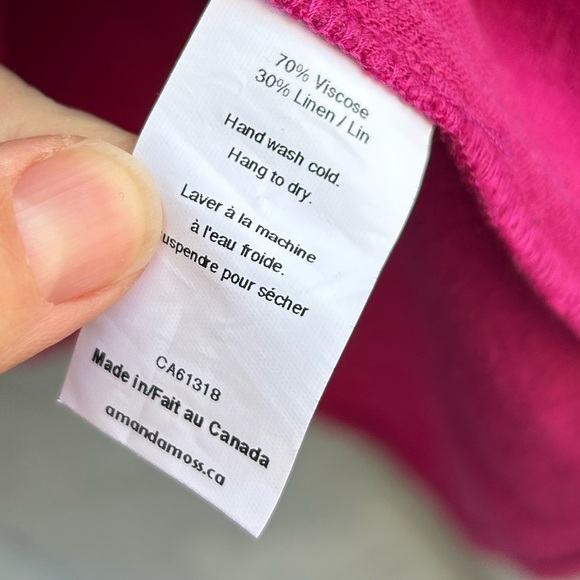 70% Viscose
30% Linen / Lin
Hand wash cold.
Hang to dry.
Laver à la machine
à l'eau froide.
uspendre pour sécher
CA61318
Made in/Fait au Canada
amandamoss.ca